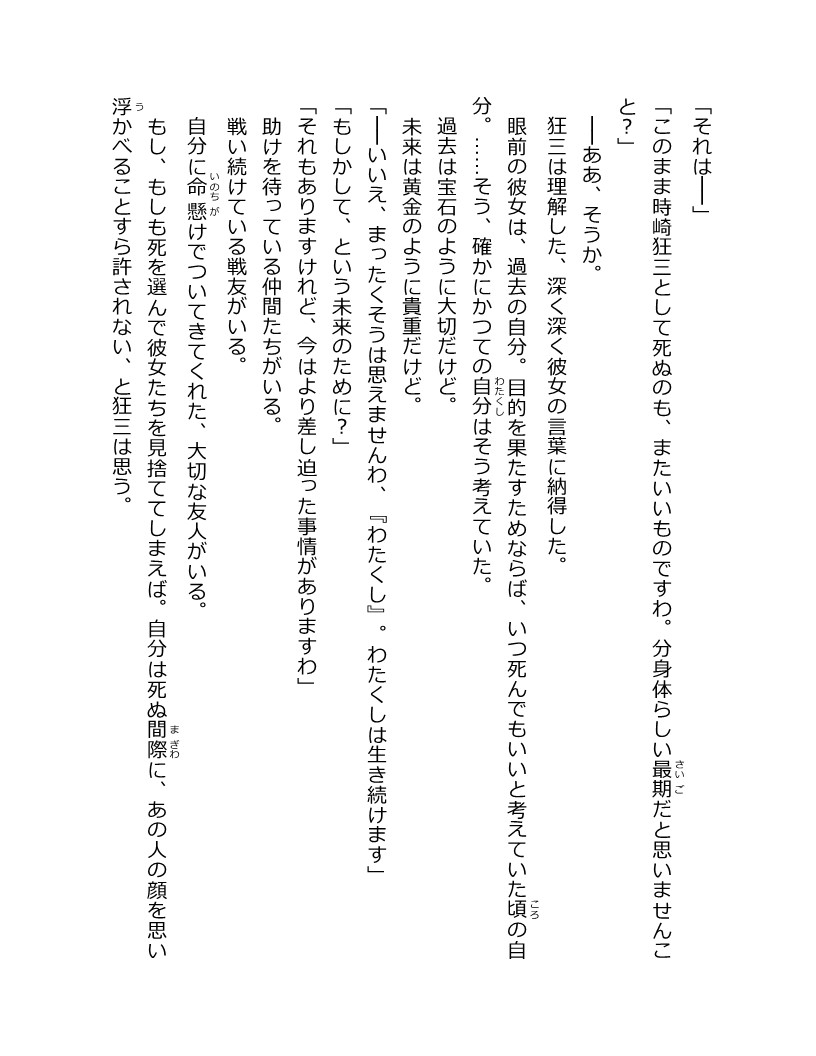 「それは――」
「このまま時崎狂三として死ぬのも、またいいものですわ。分身体らしい最期だと思いませんこ
と？」
――ああ、そうか。
狂三は理解した、深く深く彼女の言葉に納得した。
眼前の彼女は、過去の自分。目的を果たすためならば、いつ死んでもいいと考えていた頃の自
分。……そう、確かにかつての自分はそう考えていた。
過去は宝石のように大切だけど。
未来は黄金のように貴重だけど。
「――いいえ、まったくそうは思えませんわ、『わたくし』。わたくしは生き続けます」
「もしかして、という未来のために？」
「それもありますけれど、今はより差し迫った事情がありますわ」
助けを待っている仲間たちがいる。
戦い続けている戦友がいる。
自分に命懸けでついてきてくれた、大切な友人がいる。
もし、もしも死を選んで彼女たちを見捨ててしまえば。自分は死ぬ間際に、あの人の顔を思い
浮かべることすら許されない、と狂三は思う。